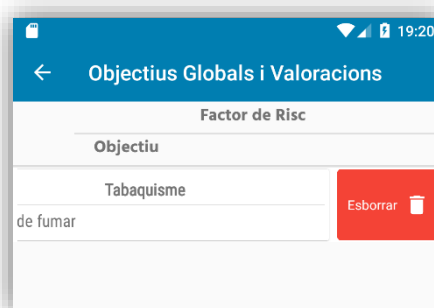 19:20
Objectius Globals i Valoracions
Factor de Risc
Objectiu
Tabaquisme
de fumar
Esborrar